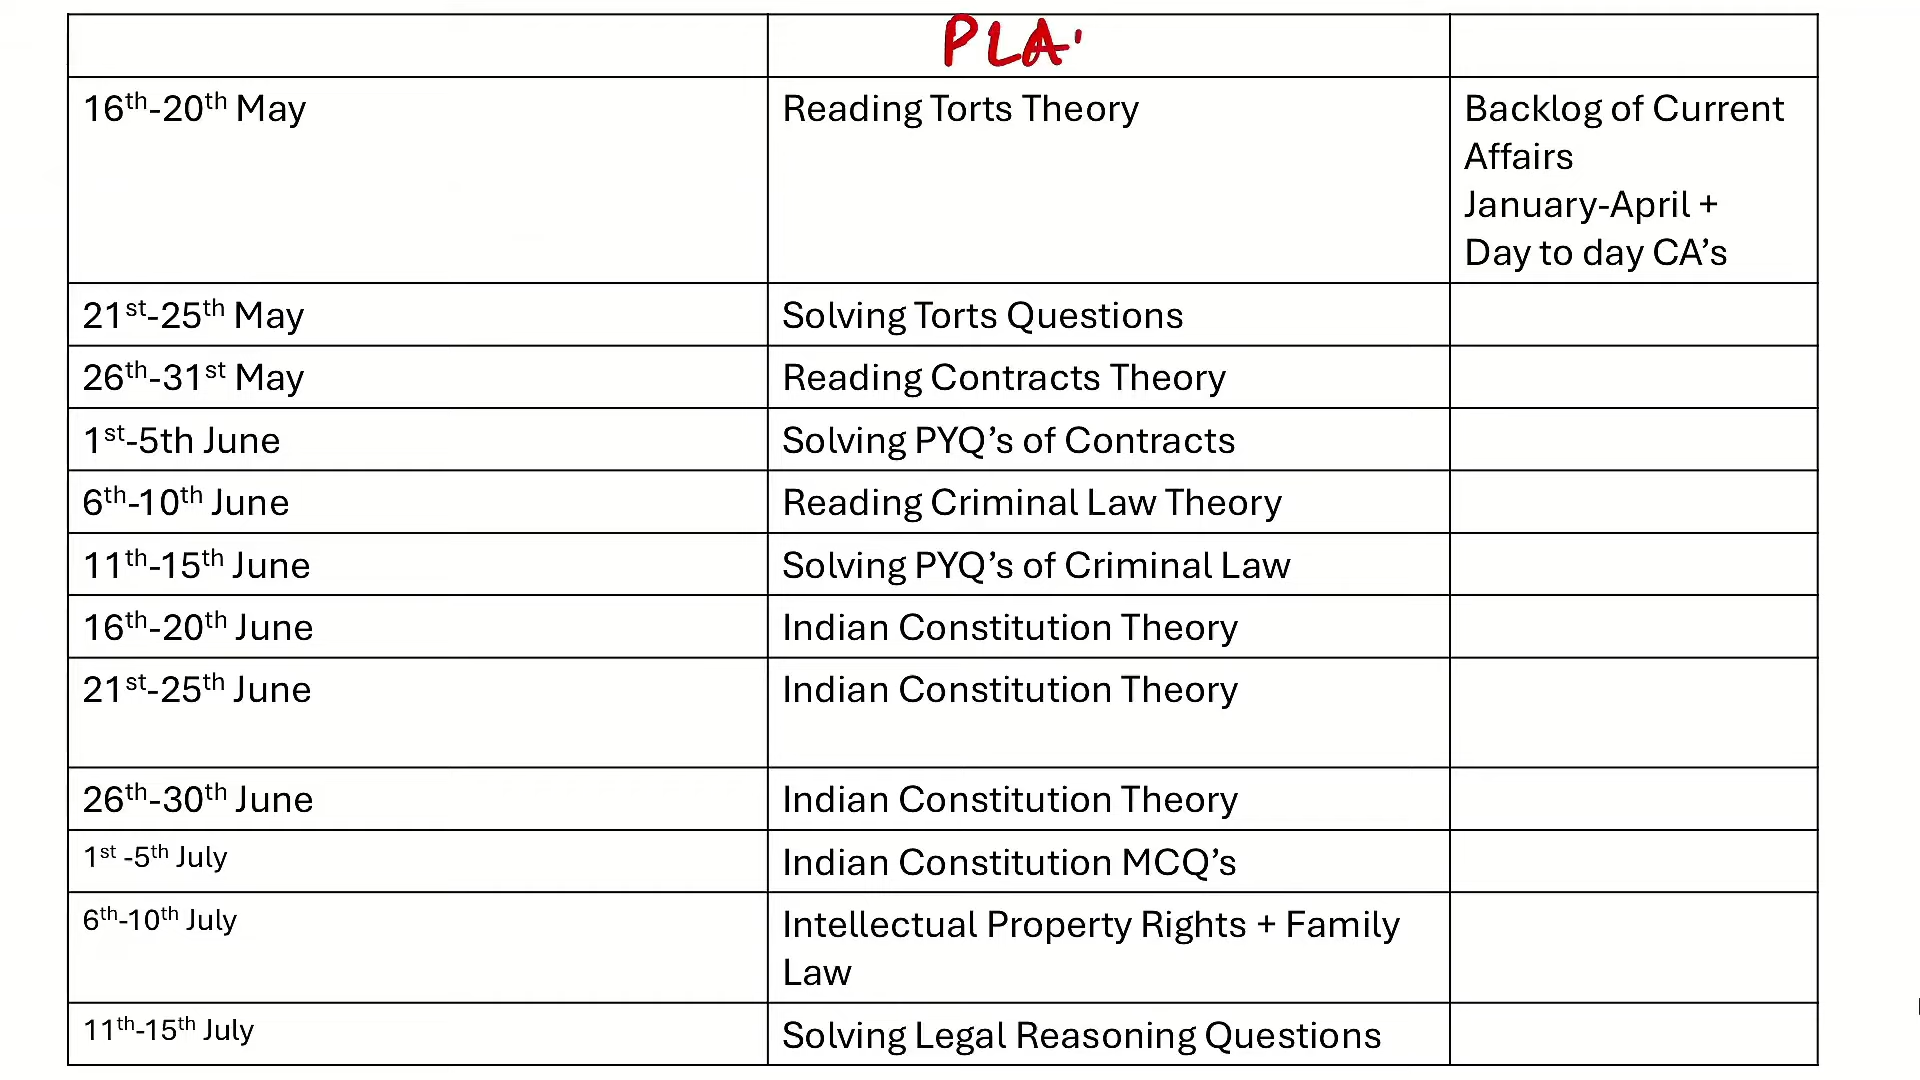 PLA
16th-20th May
Reading Torts Theory
Backlog of Current
Affairs
January-April +
Day to day CA’s
21st-25th May
Solving Torts Questions
26th-31st May
Reading Contracts Theory
1st-5th June
Solving PYQ’s of Contracts
6th-10th June
Reading Criminal Law Theory
11th-15th June
Solving PYQ’s of Criminal Law
16th-20th June
Indian Constitution Theory
21st-25th June
Indian Constitution Theory
26th-30th June
Indian Constitution Theory
1st -5th July
Indian Constitution MCQ’s
6th-10th July
Intellectual Property Rights + Family
Law
11th-15th July
Solving Legal Reasoning Questions